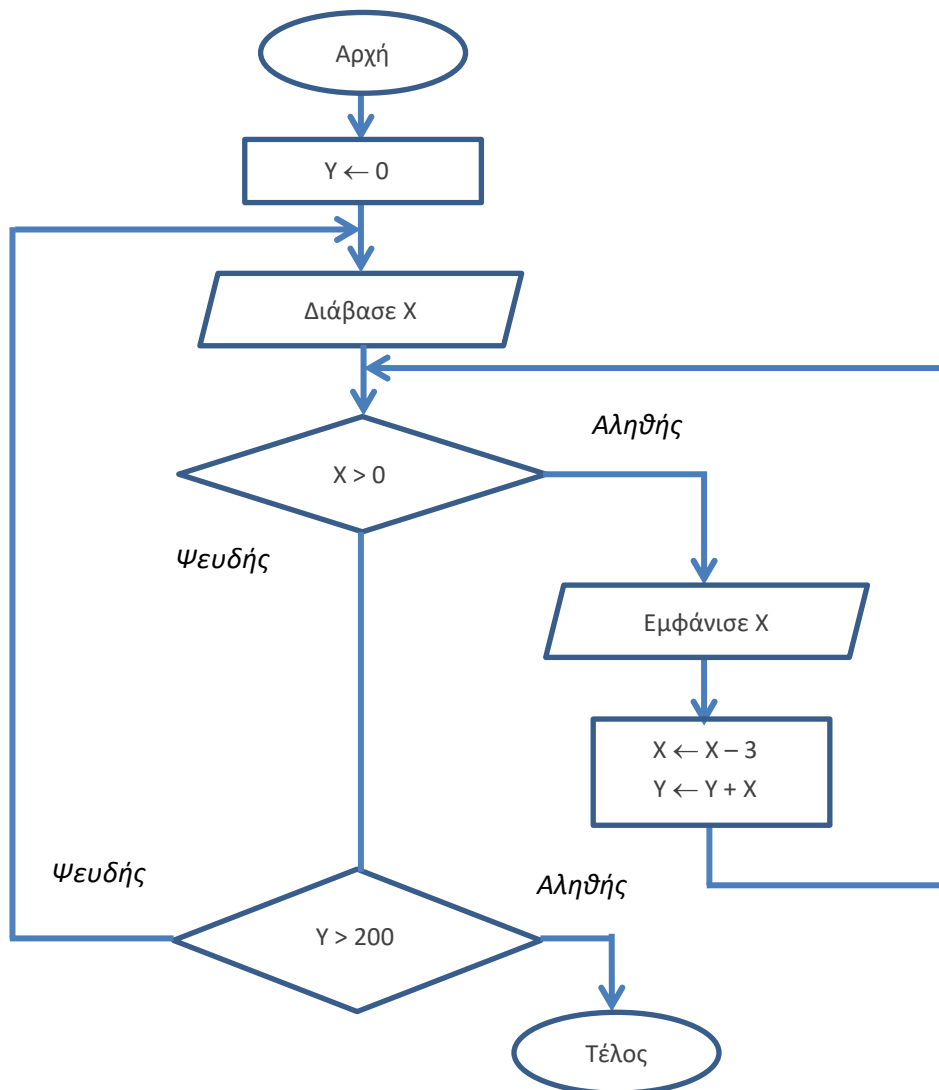 Αρχή
Υ ← 0
Διάβασε Χ
Χ > 0
Αληθής
Ψευδής
Εμφάνισε Χ
Χ ← Χ – 3
Υ ← Υ + Χ
Ψευδής
Αληθής
Υ > 200
Τέλος